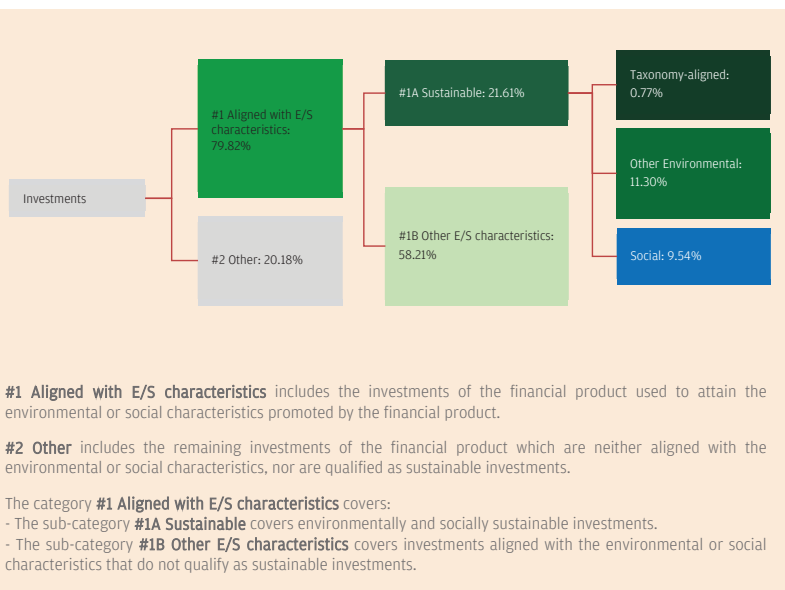 Investments
#1 Aligned with E/S
characteristics:
79.82%
#2 Other: 20.18%
#1A Sustainable: 21.61%
#1B Other E/S characteristics:
58.21%
Taxonomy-aligned:
0.77%
Other Environmental:
11.30%
Social: 9.54%
#1 Aligned with E/S characteristics includes the investments of the financial product used to attain the
environmental or social characteristics promoted by the financial product.
#2 Other includes the remaining investments of the financial product which are neither aligned with the
environmental or social characteristics, nor are qualified as sustainable investments.
The category #1 Aligned with E/S characteristics covers:
- The sub-category #1A Sustainable covers environmentally and socially sustainable investments.
- The sub-category #1B Other E/S characteristics covers investments aligned with the environmental or social
characteristics that do not qualify as sustainable investments.